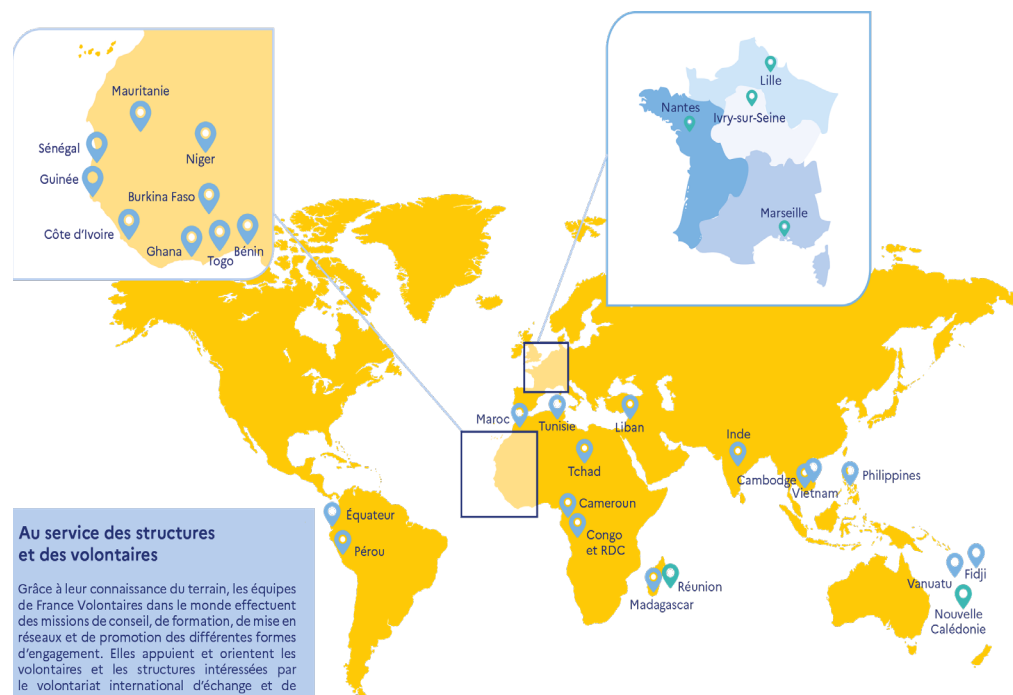 Mauritanie
Sénégal
Niger
Guinée
Burkina Faso
Côte d'Ivoire
Ghana
Togo
Bénin
Lille
Nantes
Ivry-sur-Seine
Marseille
Maroc
Tunisie
Liban
Tchad
Inde
Cambodge
Vietnam
Philippines
Cameroun
Congo
et RDC
Équateur
Pérou
Réunion
Madagascar
Vanuatu
Fidji
Nouvelle
Calédonie
Au service des structures
et des volontaires
Grâce à leur connaissance du terrain, les équipes
de France Volontaires dans le monde effectuent
des missions de conseil, de formation, de mise en
réseaux et de promotion des différentes formes
d'engagement. Elles appuient et orientent les
volontaires et les structures intéressées par
le volontariat international d'échange et de